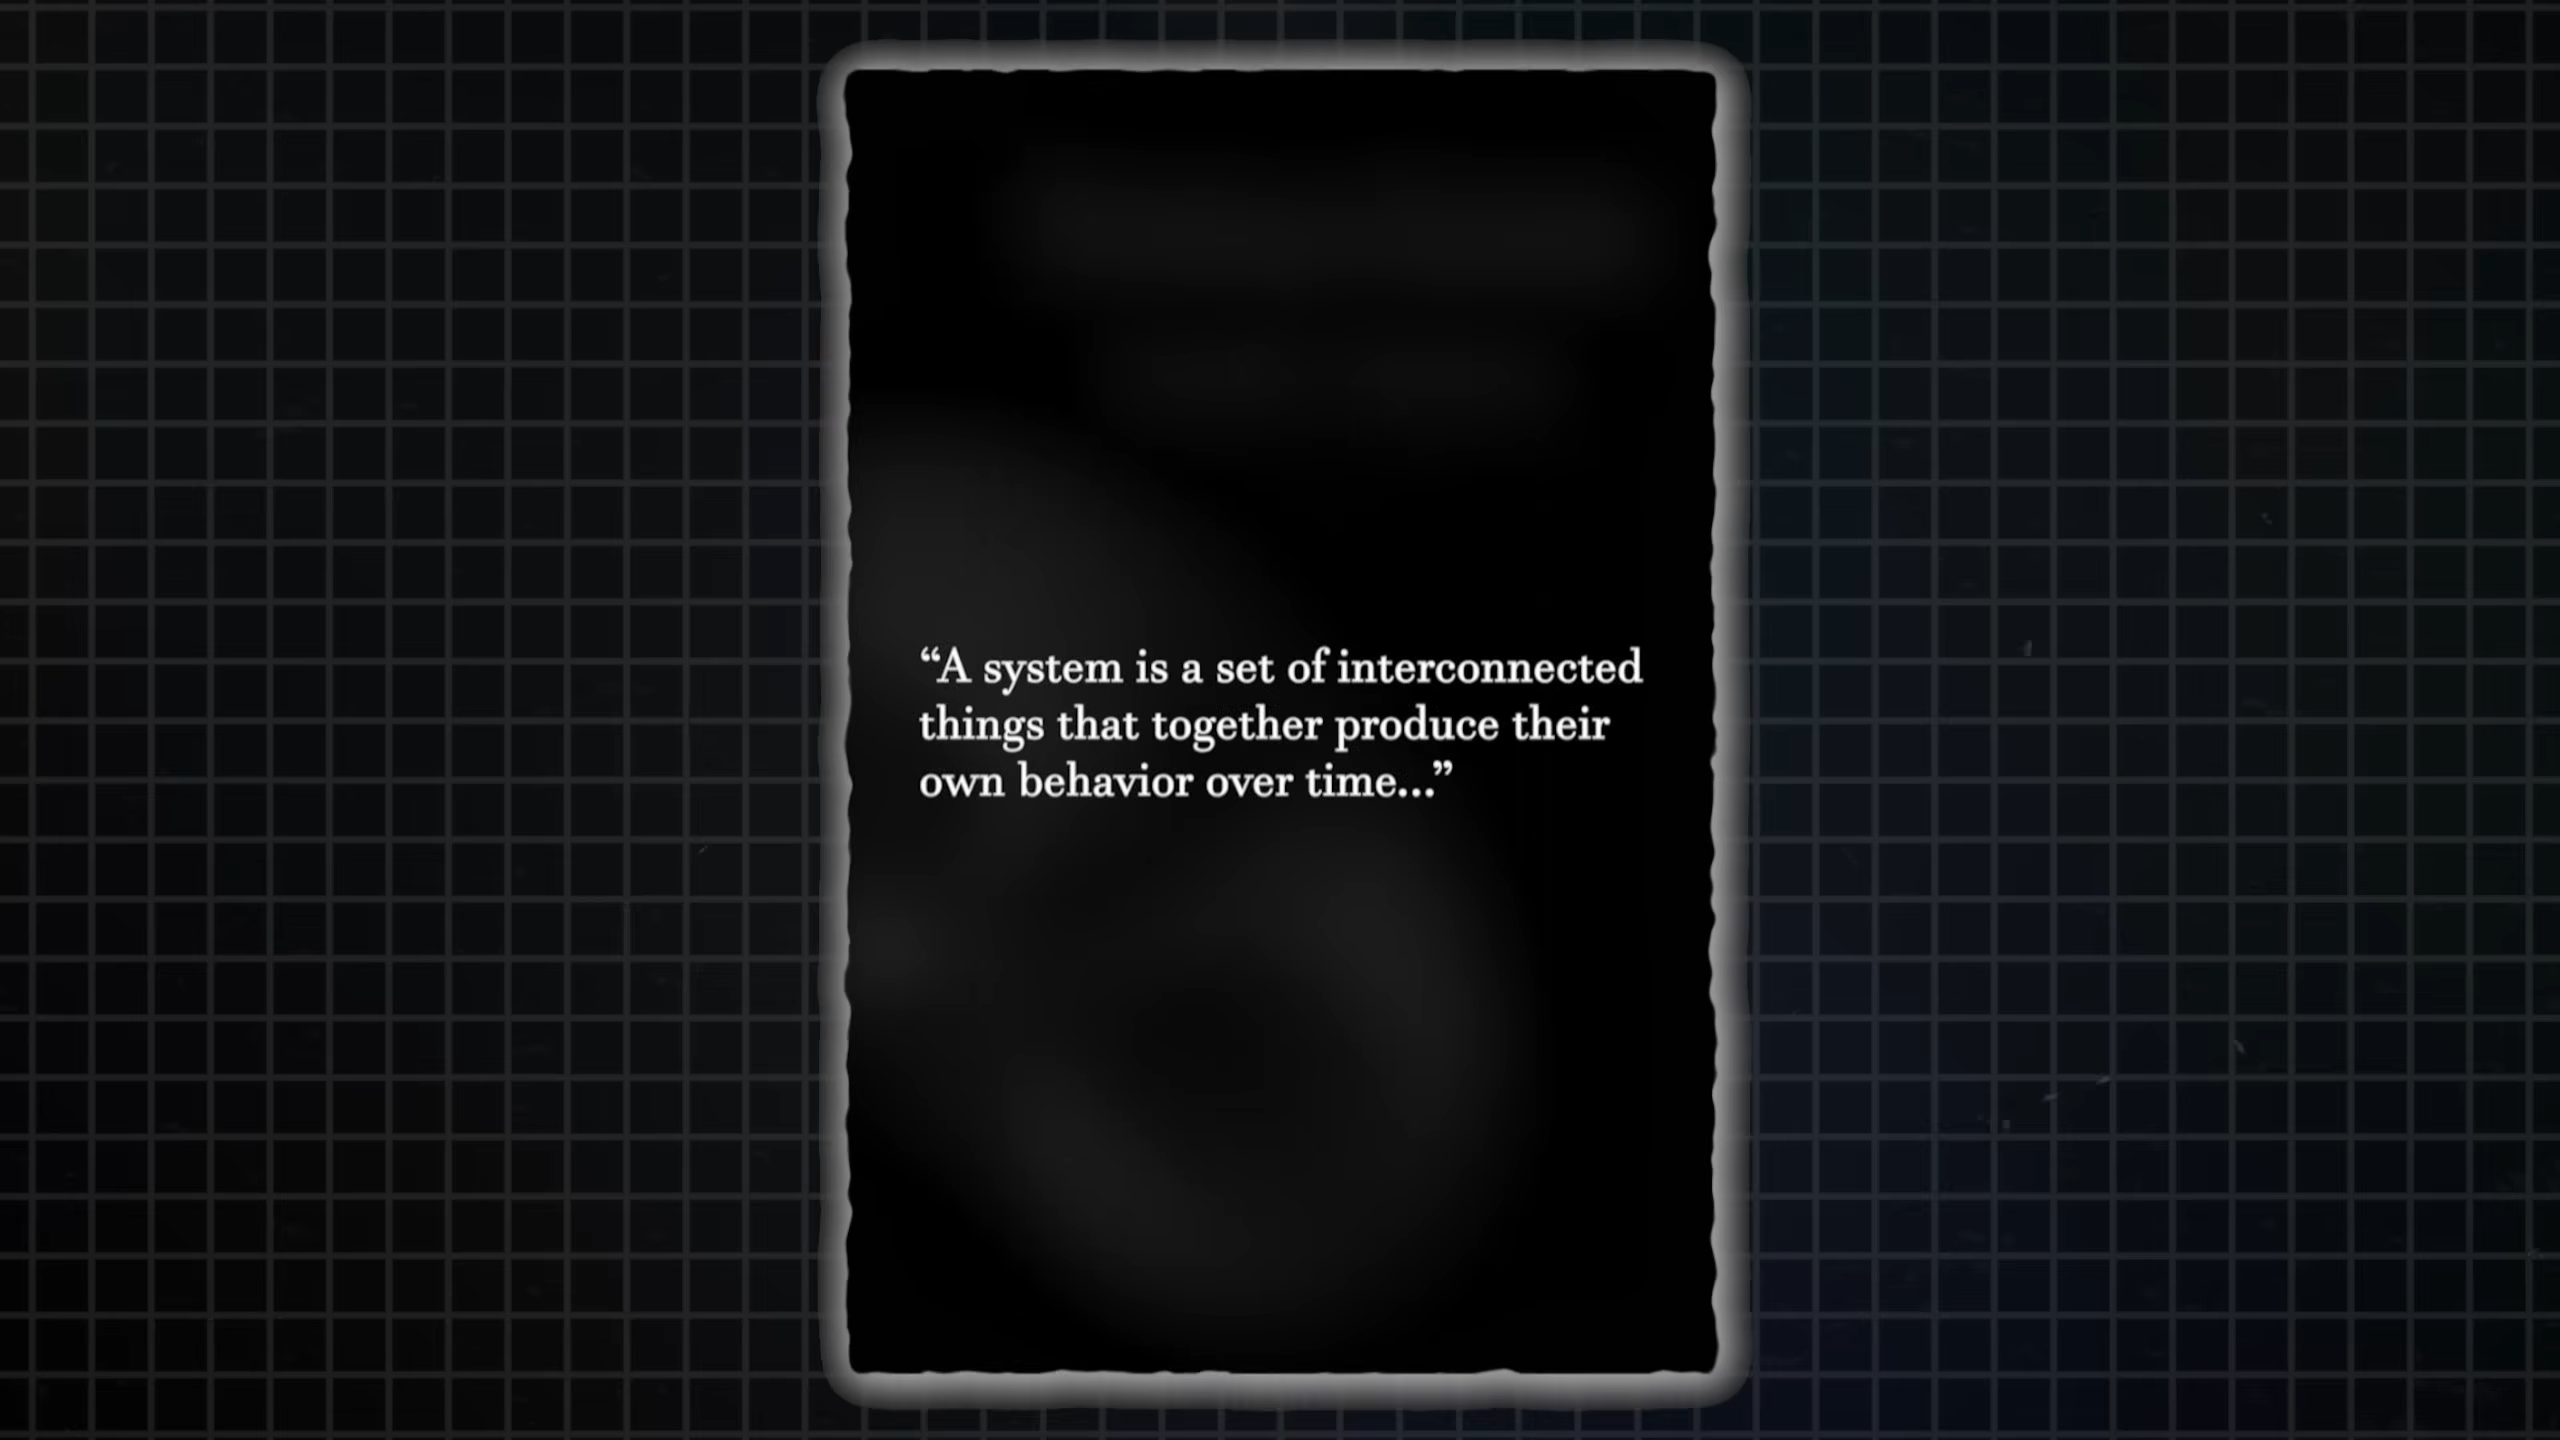 “A system is a set of interconnected
things that together produce their
own behavior over time...”